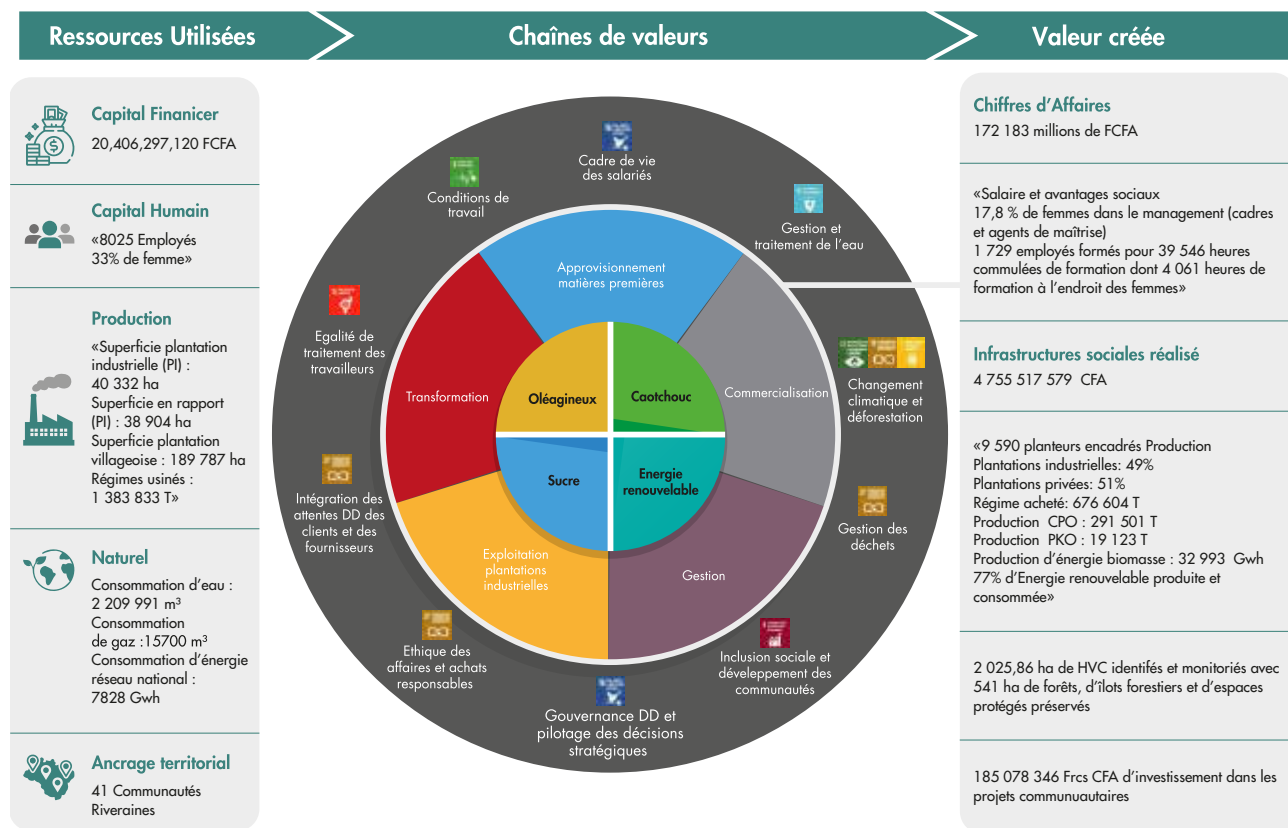 Ressources Utilisées
Chaînes de valeurs
Valeur créée
Capital Finanicer
20,406,297,120 FCFA
Capital Humain
«8025 Employés
33% de femme»
Production
«Superficie plantation
industrielle (PI) :
40 332 ha
Superficie en rapport
(PI) : 38 904 ha
Superficie plantation
villageoise : 189 787 ha
Régimes usinés :
1 383 833 T»
Naturel
Consommation d'eau :
2 209 991 m³
Consommation
de gaz :15700 m³
Consommation d'énergie
réseau national :
7828 Gwh
Ancrage territorial
41 Communautés
Riveraines
Cadre de vie
des salariés
Conditions de
travail
Gestion et
traitement de l'eau
Egalité de
traitement des
travailleurs
Changement
climatique et
déforestation
Intégration des
attentes DD des
clients et des
fournisseurs
Gestion des
déchets
Ethique des
affaires et achats
responsables
Inclusion sociale et
développement des
communautés
Gouvernance DD et
pilotage des décisions
stratégiques
Approvisionnement
matières premières
Transformation
Commercialisation
Exploitation
plantations
industrielles
Gestion
Oléagineux
Caotchouc
Sucre
Energie
renouvelable
Chiffres d'Affaires
172 183 millions de FCFA
«Salaire et avantages sociaux
17,8 % de femmes dans le management (cadres
et agents de maîtrise)
1 729 employés formés pour 39 546 heures
commulées de formation dont 4 061 heures de
formation à l'endroit des femmes»
Infrastructures sociales réalisé
4 755 517 579 CFA
«9 590 planteurs encadrés Production
Plantations industrielles: 49%
Plantations privées: 51%
Régime acheté: 676 604 T
Production CPO : 291 501 T
Production PKO : 19 123 T
Production d'énergie biomasse : 32 993 Gwh
77% d'Energie renouvelable produite et
consommée»
2 025,86 ha de HVC identifés et monitoriés avec
541 ha de forêts, d'îlots forestiers et d'espaces
protégés préservés
185 078 346 Frcs CFA d'investissement dans les
projets communuautaires